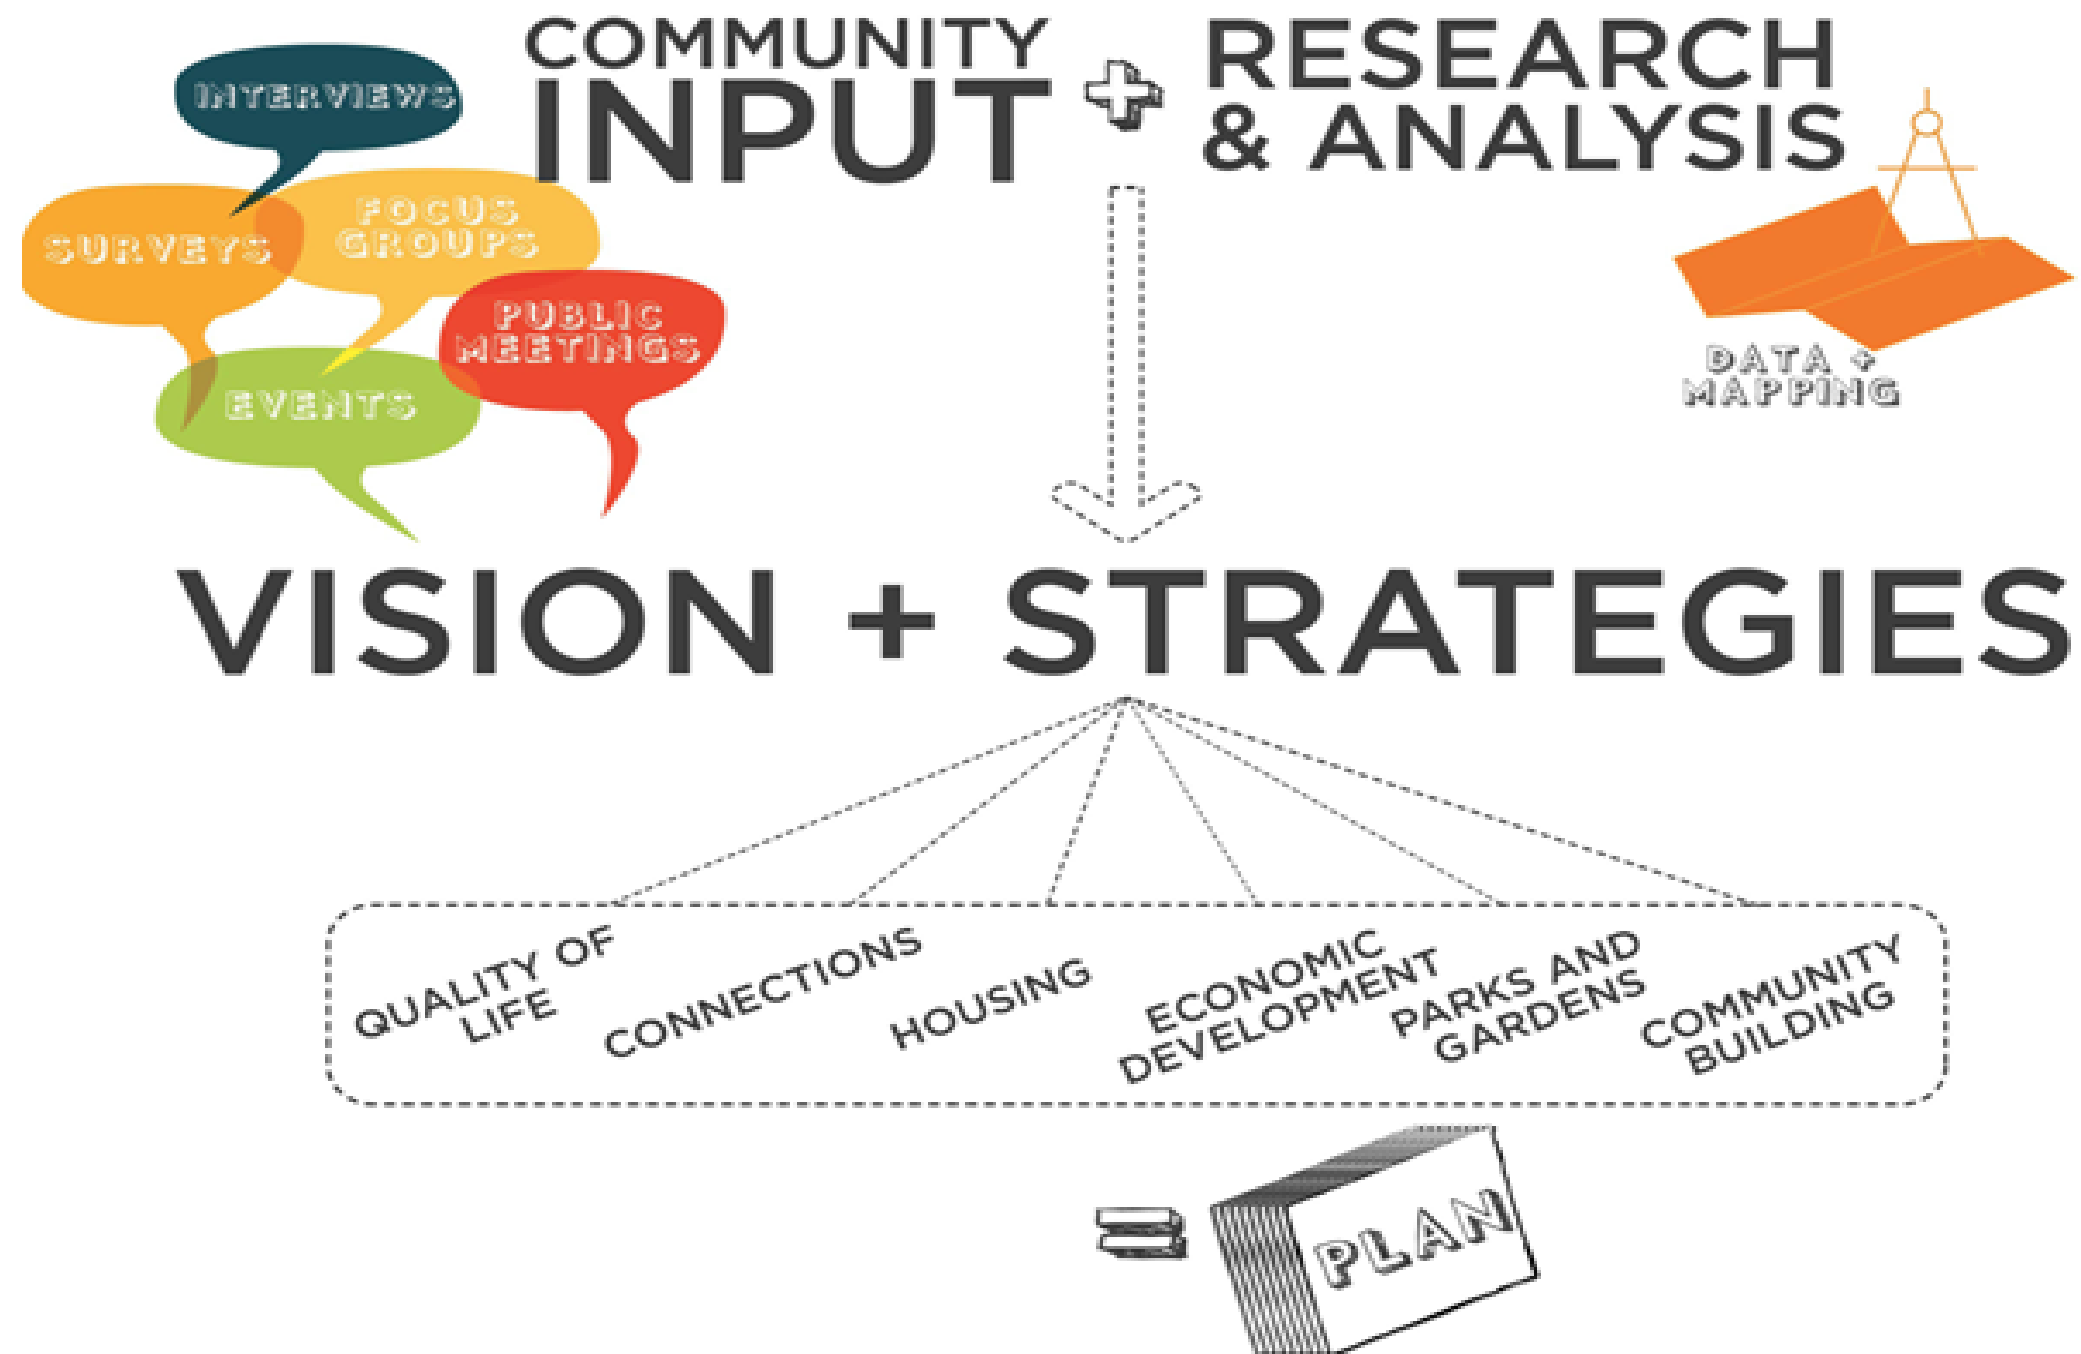 COMMUNITY
INPUT
+
RESEARCH
& ANALYSIS
INTERVIEWS
SURVEYS
FOCUS
GROUPS
PUBLIC
MEETINGS
EVENTS
DATA +
MAPPING
VISION + STRATEGIES
QUALITY OF
LIFE
CONNECTIONS
HOUSING
ECONOMIC
DEVELOPMENT
PARKS AND
GARDENS
COMMUNITY
BUILDING
=
PLAN